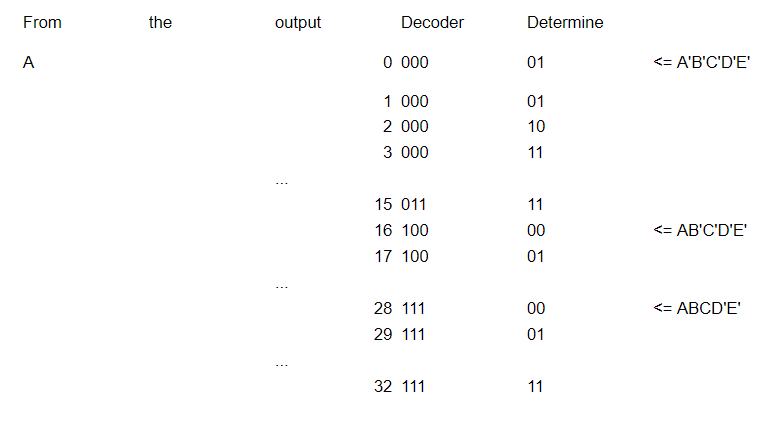 From the output Decoder Determine
A 0 000 01 <= A'B'C'D'E'
1 000 01
2 000 10
3 000 11
...
15 011 11
16 100 00 <= AB'C'D'E'
17 100 01
...
28 111 00 <= ABCD'E'
29 111 01
...
32 111 11